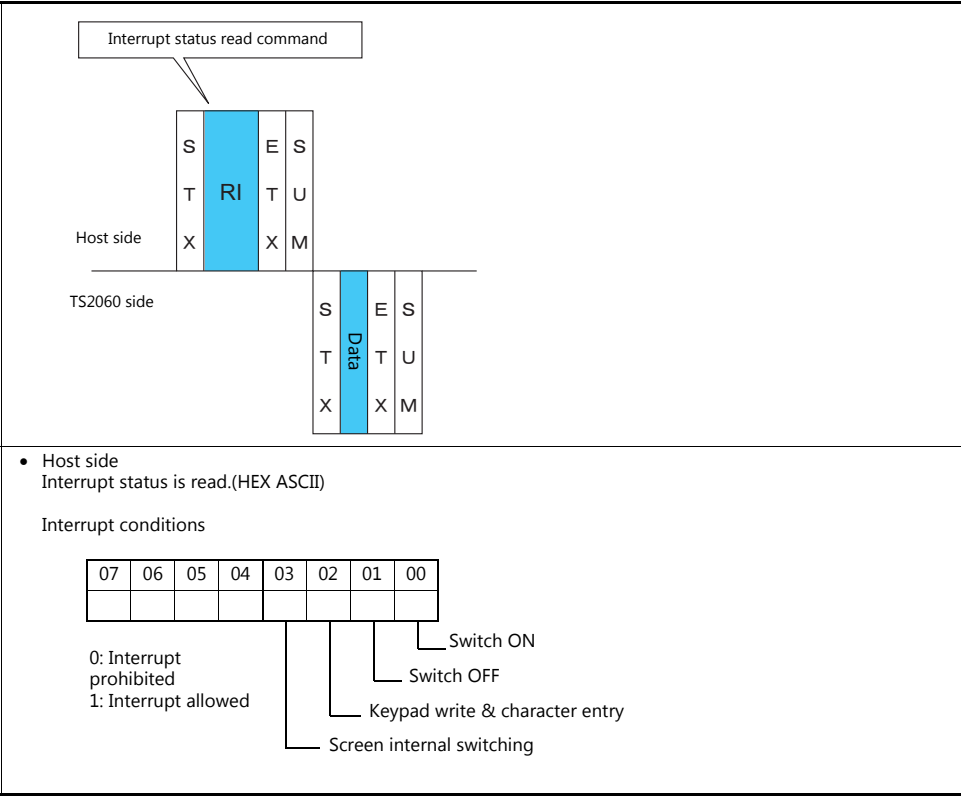 Interrupt status read command
S T X
RI
E T X
S U M
Host side
TS2060 side
S T X
Data
E T X
S U M
• Host side
Interrupt status is read.(HEX ASCII)
Interrupt conditions
07 06 05 04 03 02 01 00
Switch ON
0: Interrupt
prohibited
1: Interrupt allowed
Switch OFF
Keypad write & character entry
Screen internal switching